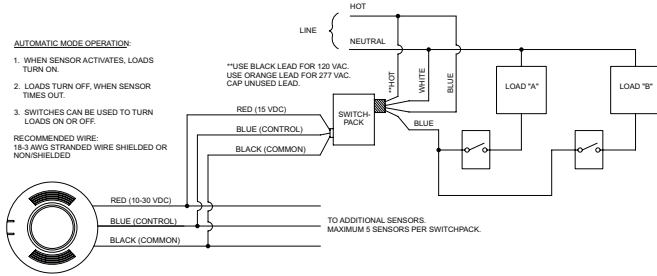 HOT
LINE
NEUTRAL
AUTOMATIC MODE OPERATION:
1. WHEN SENSOR ACTIVATES, LOADS
TURN ON.
2. LOADS TURN OFF, WHEN SENSOR
TIMES OUT.
3. SWITCHES CAN BE USED TO TURN
LOADS ON OR OFF.
RECOMMENDED WIRE:
18-3 AWG STRANDED WIRE SHIELDED OR
NON/SHIELDED
**USE BLACK LEAD FOR 120 VAC.
USE ORANGE LEAD FOR 277 VAC.
CAP UNUSED LEAD.
**HOT
WHITE
BLUE
LOAD "A"
LOAD "B"
RED (15 VDC)
BLUE (CONTROL)
BLACK (COMMON)
SWITCH-
PACK
BLUE
RED (10-30 VDC)
BLUE (CONTROL)
BLACK (COMMON)
TO ADDITIONAL SENSORS.
MAXIMUM 5 SENSORS PER SWITCHPACK.